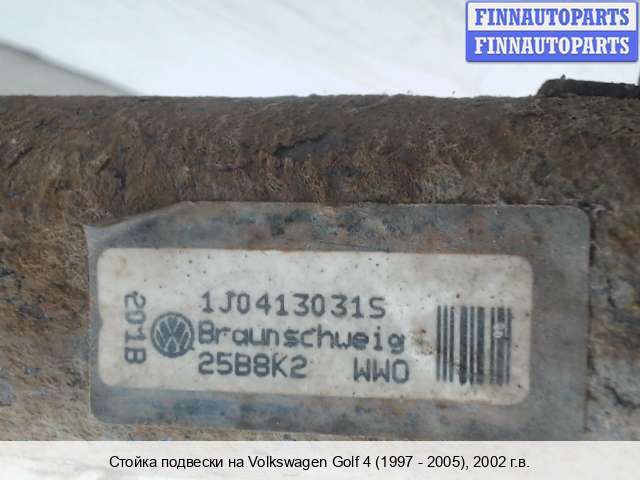 FINNAUTOPARTS
FINNAUTOPARTS
1J0413031S
201B
Braunschweig
25B8K2 WWO
Стойка подвески на Volkswagen Golf 4 (1997 - 2005), 2002 г.в.